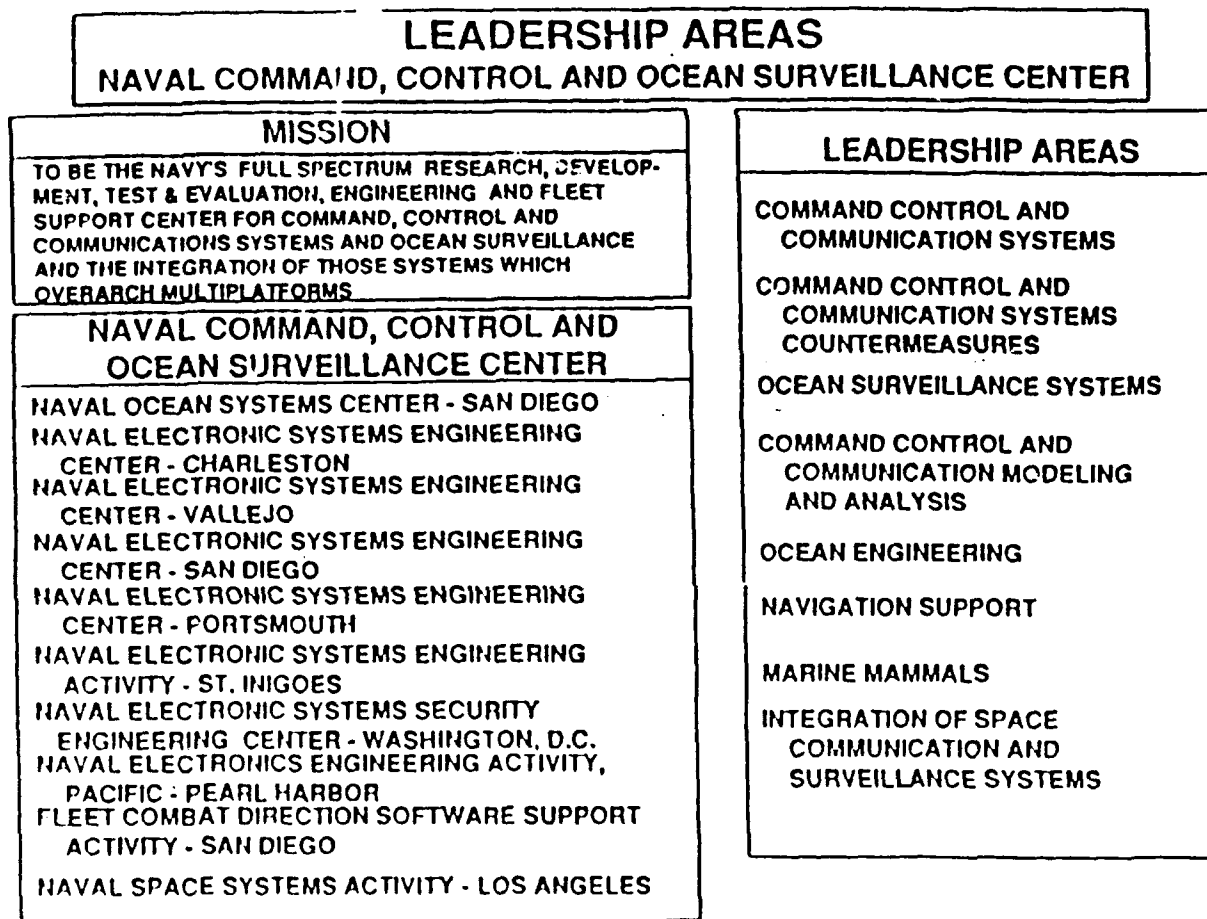 LEADERSHIP AREAS
NAVAL COMMAND, CONTROL AND OCEAN SURVEILLANCE CENTER
MISSION
TO BE THE NAVY'S FULL SPECTRUM RESEARCH, DEVELOP-
MENT, TEST & EVALUATION, ENGINEERING AND FLEET
SUPPORT CENTER FOR COMMAND, CONTROL AND
COMMUNICATIONS SYSTEMS AND OCEAN SURVEILLANCE
AND THE INTEGRATION OF THOSE SYSTEMS WHICH
OVERARCH MULTIPLATFORMS
NAVAL COMMAND, CONTROL AND
OCEAN SURVEILLANCE CENTER
NAVAL OCEAN SYSTEMS CENTER - SAN DIEGO
NAVAL ELECTRONIC SYSTEMS ENGINEERING
CENTER - CHARLESTON
NAVAL ELECTRONIC SYSTEMS ENGINEERING
CENTER - VALLEJO
NAVAL ELECTRONIC SYSTEMS ENGINEERING
CENTER - SAN DIEGO
NAVAL ELECTRONIC SYSTEMS ENGINEERING
CENTER - PORTSMOUTH
NAVAL ELECTRONIC SYSTEMS ENGINEERING
ACTIVITY - ST. INIGOES
NAVAL ELECTRONIC SYSTEMS SECURITY
ENGINEERING CENTER - WASHINGTON, D.C.
NAVAL ELECTRONICS ENGINEERING ACTIVITY,
PACIFIC - PEARL HARBOR
FLEET COMBAT DIRECTION SOFTWARE SUPPORT
ACTIVITY - SAN DIEGO
NAVAL SPACE SYSTEMS ACTIVITY - LOS ANGELES
LEADERSHIP AREAS
COMMAND CONTROL AND
COMMUNICATION SYSTEMS
COMMAND CONTROL AND
COMMUNICATION SYSTEMS
COUNTERMEASURES
OCEAN SURVEILLANCE SYSTEMS
COMMAND CONTROL AND
COMMUNICATION MODELING
AND ANALYSIS
OCEAN ENGINEERING
NAVIGATION SUPPORT
MARINE MAMMALS
INTEGRATION OF SPACE
COMMUNICATION AND
SURVEILLANCE SYSTEMS